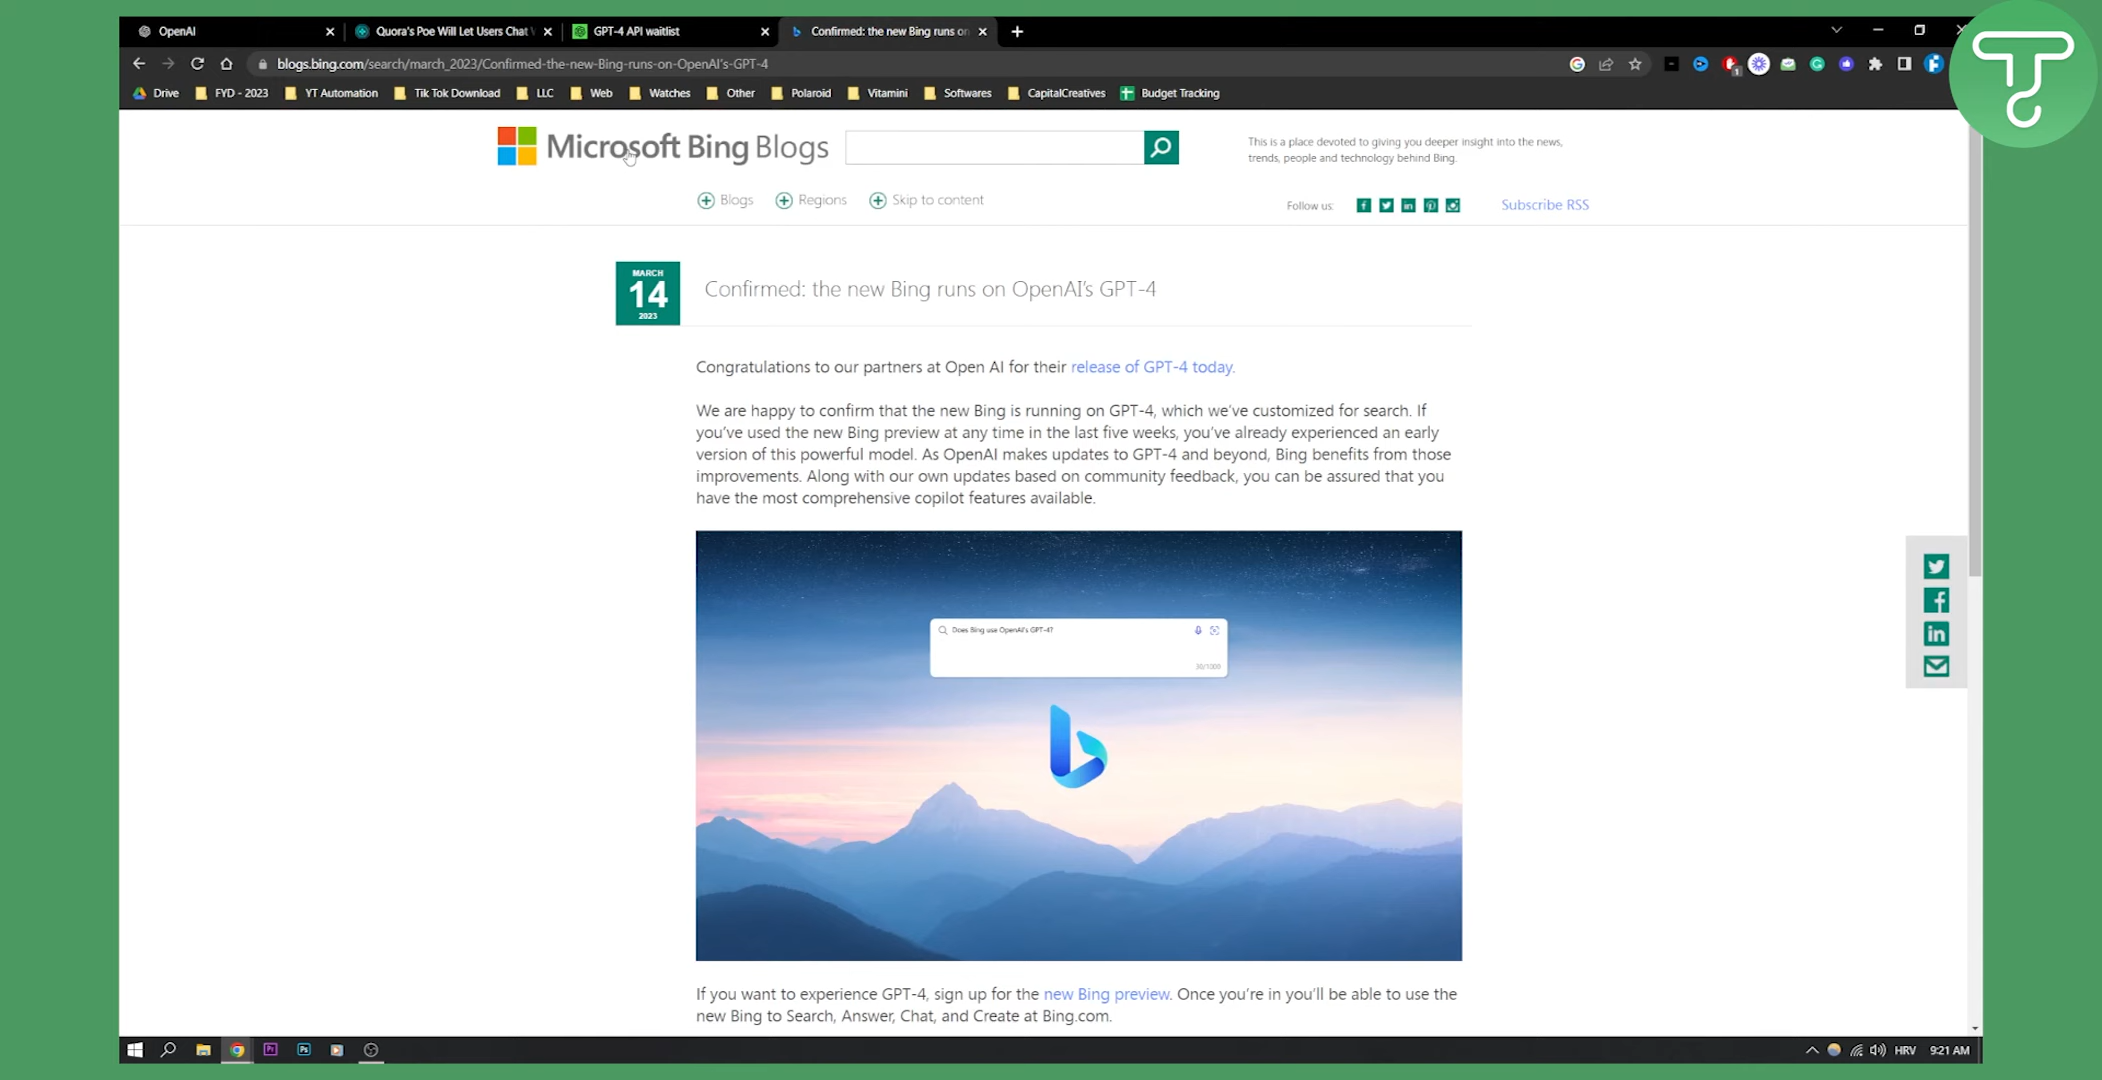 OpenAI
Quora's Poe Will Let Users Chat
GPT-4 API waitlist
Confirmed: the new Bing runs on
blogs.bing.com/search/march_2023/Confirmed-the-new-Bing-runs-on-OpenAI's-GPT-4
Drive FYD - 2023 YT Automation Tik Tok Download LLC Web Watches Other Polaroid Vitamini Softwares CapitalCreatives Budget Tracking
Microsoft Bing Blogs
This is a place devoted to giving you deeper insight into the news,
trends, people and technology behind Bing.
Blogs Regions Skip to content
Follow us:
Subscribe RSS
MARCH
14
2023
Confirmed: the new Bing runs on OpenAI's GPT-4
Congratulations to our partners at Open AI for their release of GPT-4 today.
We are happy to confirm that the new Bing is running on GPT-4, which we've customized for search. If
you've used the new Bing preview at any time in the last five weeks, you've already experienced an early
version of this powerful model. As OpenAI makes updates to GPT-4 and beyond, Bing benefits from those
improvements. Along with our own updates based on community feedback, you can be assured that you
have the most comprehensive copilot features available.
Does Bing use OpenAI's GPT-4?
30/1000
If you want to experience GPT-4, sign up for the new Bing preview. Once you're in you'll be able to use the
new Bing to Search, Answer, Chat, and Create at Bing.com.
HRV 9:21 AM